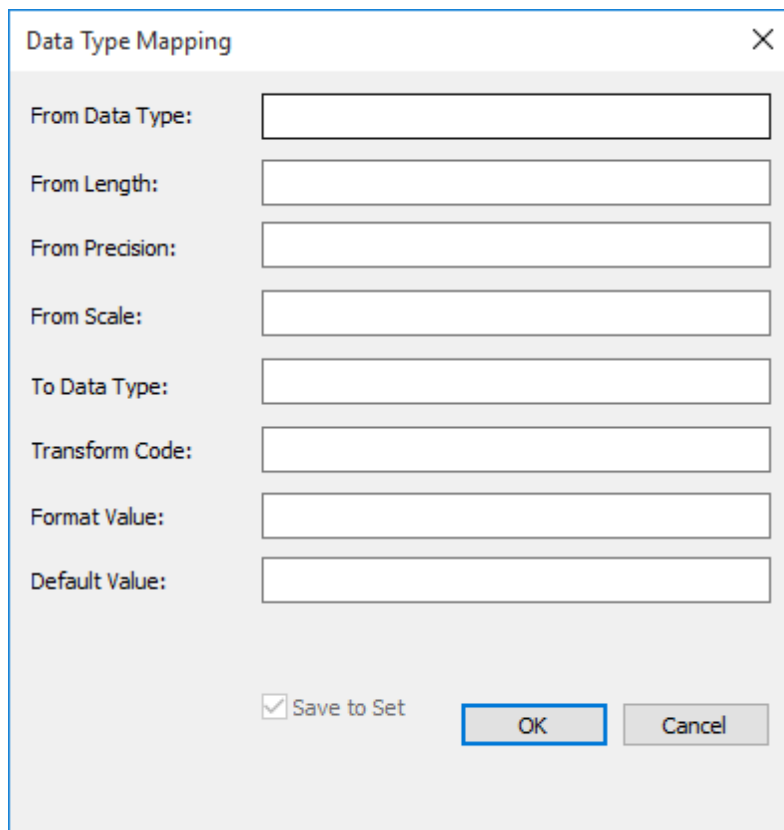 Data Type Mapping
From Data Type:
From Length:
From Precision:
From Scale:
To Data Type:
Transform Code:
Format Value:
Default Value:
Save to Set
OK
Cancel